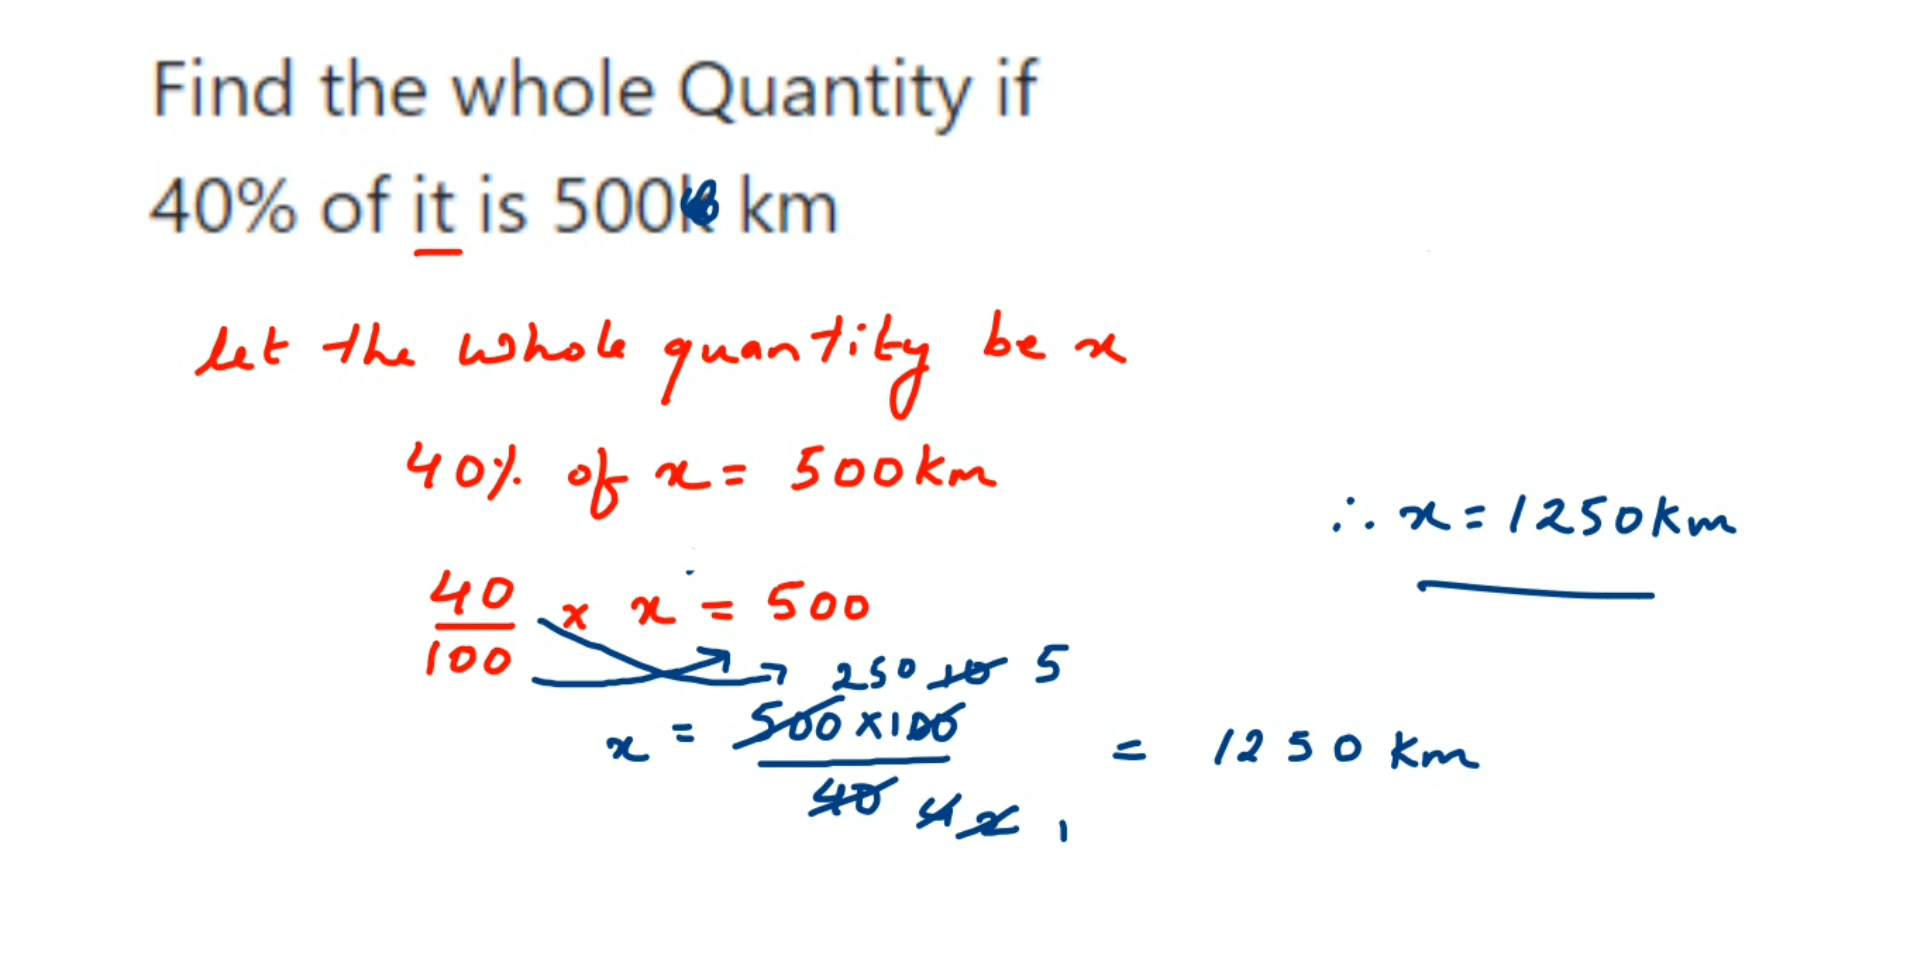 Find the whole Quantity if
40% of it is 500 km
let the whole quantity be x
40% of x = 500km
40/100 × x = 500
250 10 5
x = 500×100/40 = 1250 km
4 2 1
∴ x = 1250km